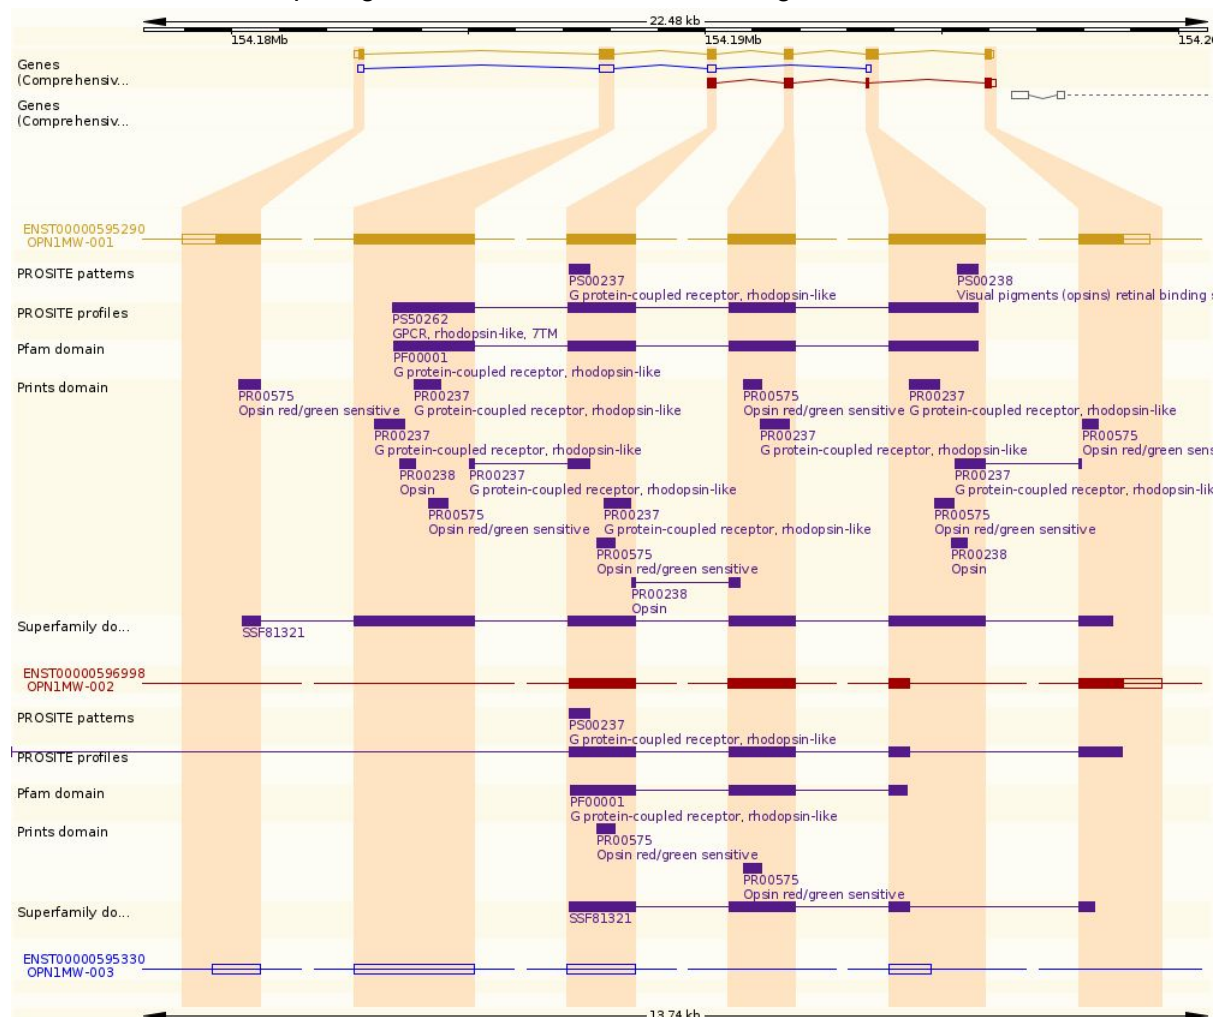 22.48 kb
154.18Mb 154.19Mb 154.20
Genes
(Comprehensiv...
Genes
(Comprehensiv...
ENST00000595290
OPN1MW-001
PROSITE patterns
PS00237 PS00238
G protein-coupled receptor, rhodopsin-like Visual pigments (opsins) retinal binding
PROSITE profiles
PS50262
GPCR, rhodopsin-like, 7TM
Pfam domain
PF00001
G protein-coupled receptor, rhodopsin-like
Prints domain
PR00575 PR00237 PR00575 PR00237
Opsin red/green sensitive G protein-coupled receptor, rhodopsin-like Opsin red/green sensitive G protein-coupled receptor, rhodopsin-like
PR00237 PR00237 PR00575
G protein-coupled receptor, rhodopsin-like G protein-coupled receptor, rhodopsin-like Opsin red/green sens
PR00238 PR00237 PR00237
Opsin G protein-coupled receptor, rhodopsin-like G protein-coupled receptor, rhodopsin-lik
PR00575 PR00237 PR00575
Opsin red/green sensitive G protein-coupled receptor, rhodopsin-like Opsin red/green sensitive
PR00575 PR00238
Opsin red/green sensitive Opsin
PR00238
Opsin
Superfamily do...
SSF81321
ENST00000596998
OPN1MW-002
PROSITE patterns
PS00237
G protein-coupled receptor, rhodopsin-like
PROSITE profiles
Pfam domain
PF00001
G protein-coupled receptor, rhodopsin-like
Prints domain
PR00575
Opsin red/green sensitive
PR00575
Opsin red/green sensitive
Superfamily do...
SSF81321
ENST00000595330
OPN1MW-003
13.74 kb